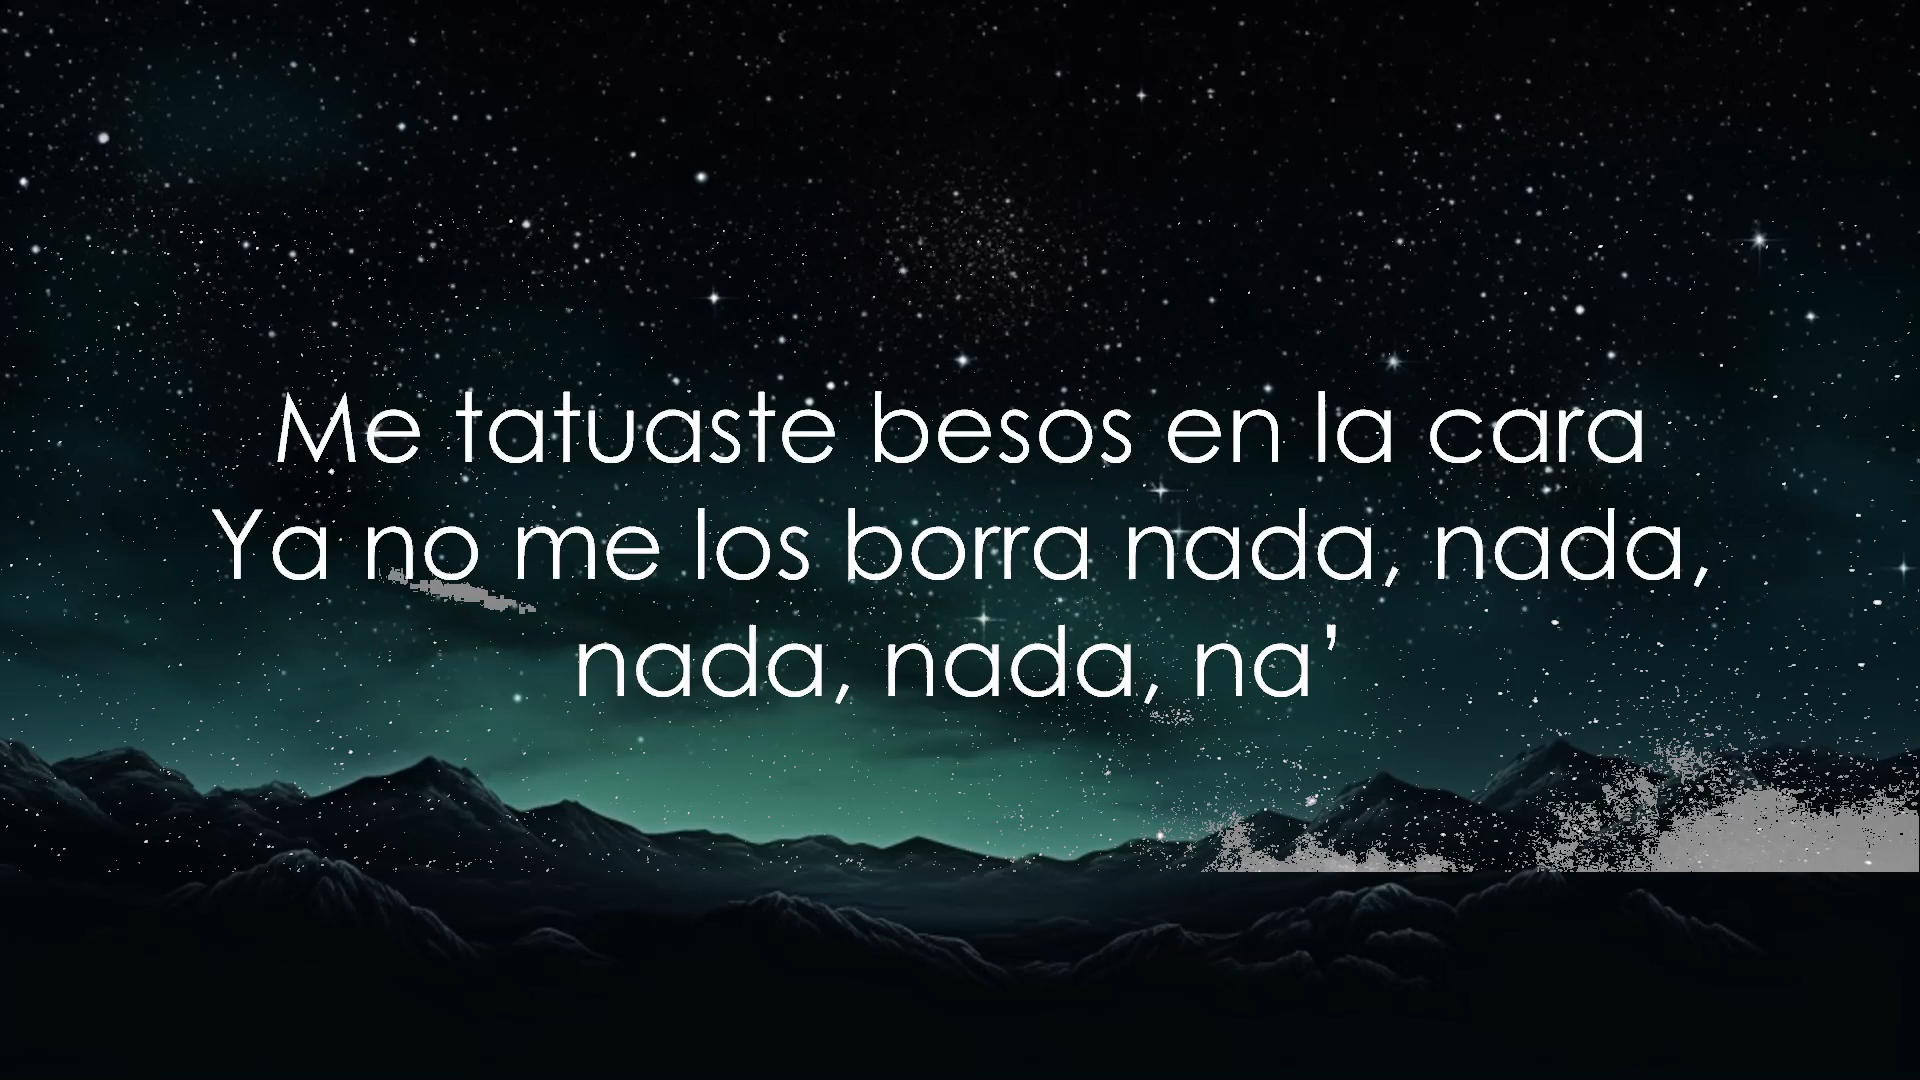 Me tatuaste besos en la cara
Ya no me los borra nada, nada,
nada, nada, na’